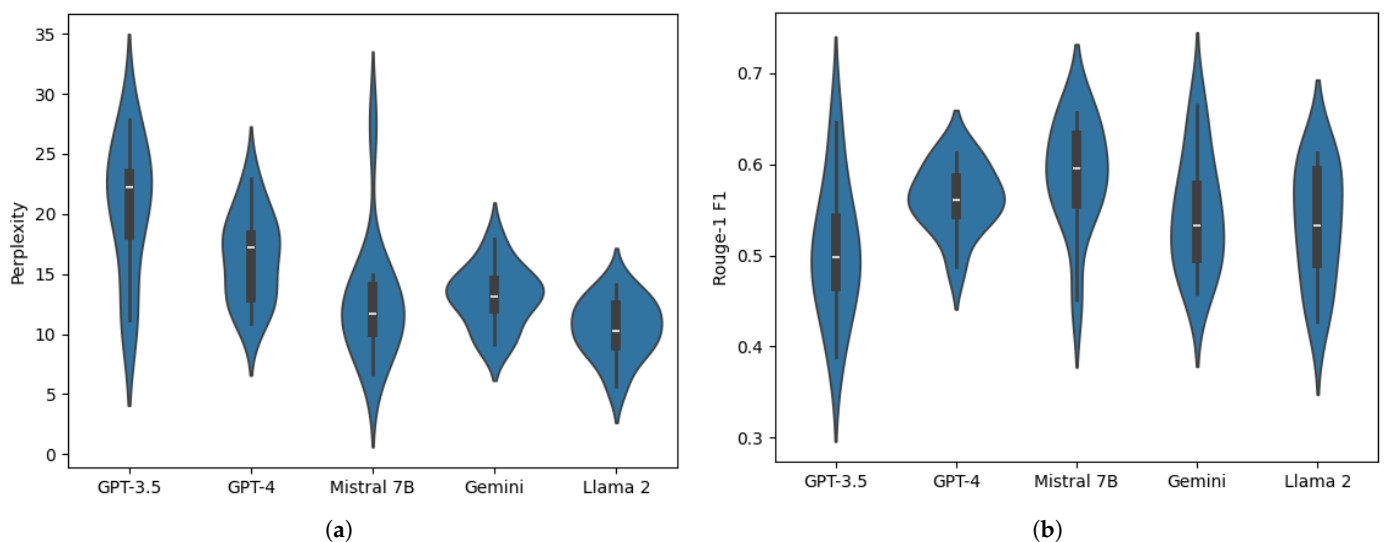 Perplexity
35
30
25
20
15
10
5
0
GPT-3.5 GPT-4 Mistral 7B Gemini Llama 2
(a)
Rouge-1 F1
0.7
0.6
0.5
0.4
0.3
GPT-3.5 GPT-4 Mistral 7B Gemini Llama 2
(b)